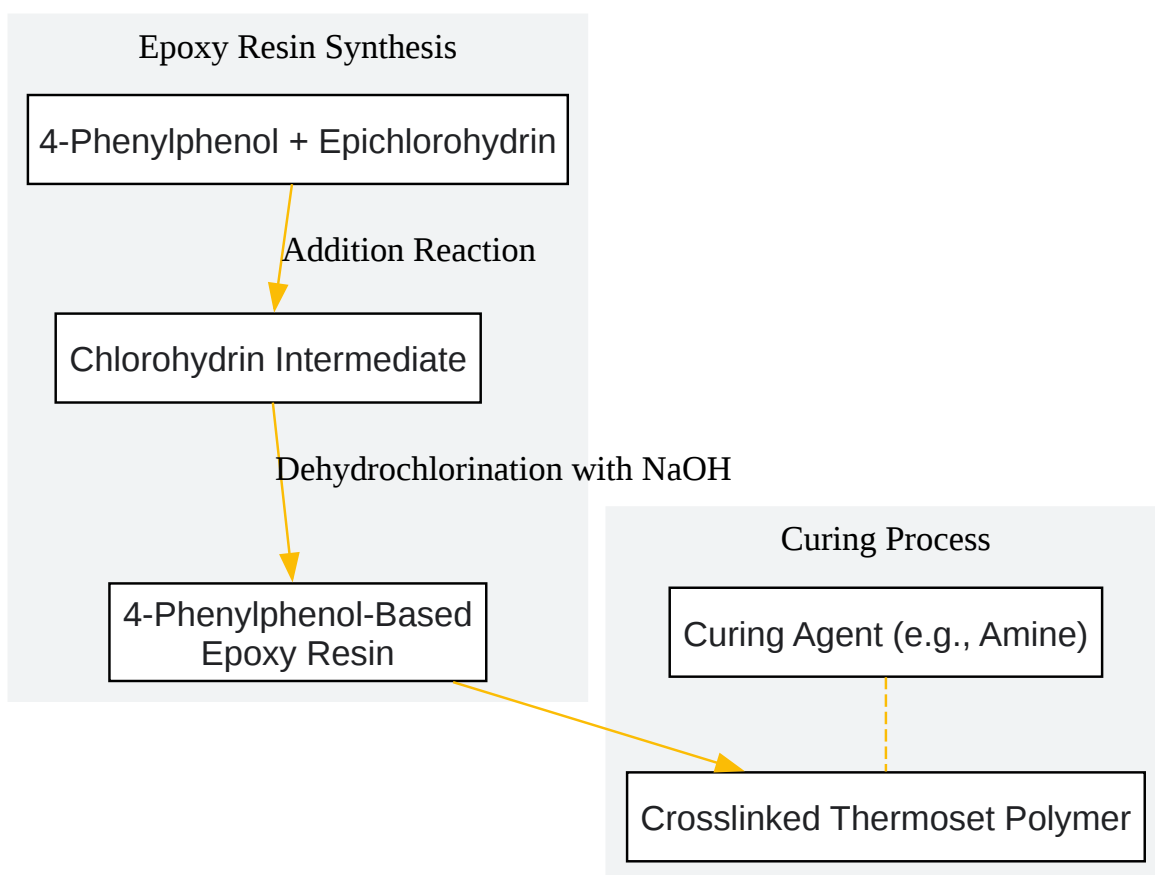 Epoxy Resin Synthesis
4-Phenylphenol + Epichlorohydrin
Addition Reaction
Chlorohydrin Intermediate
Dehydrochlorination with NaOH
4-Phenylphenol-Based
Epoxy Resin
Curing Process
Curing Agent (e.g., Amine)
Crosslinked Thermoset Polymer